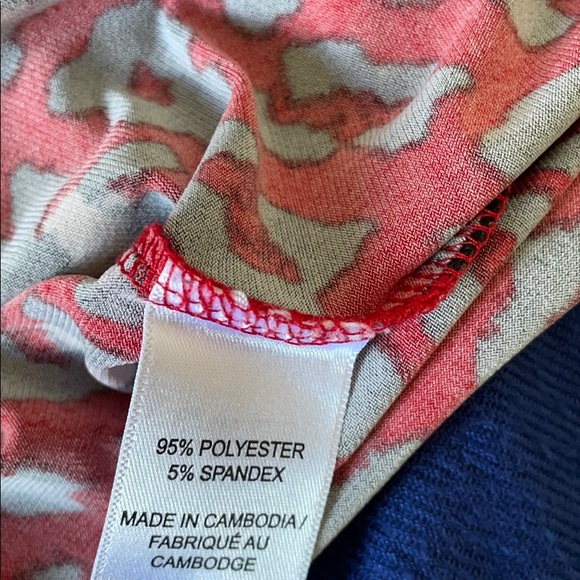 95% POLYESTER
5% SPANDEX
MADE IN CAMBODIA/
FABRIQUÉ AU
CAMBODGE